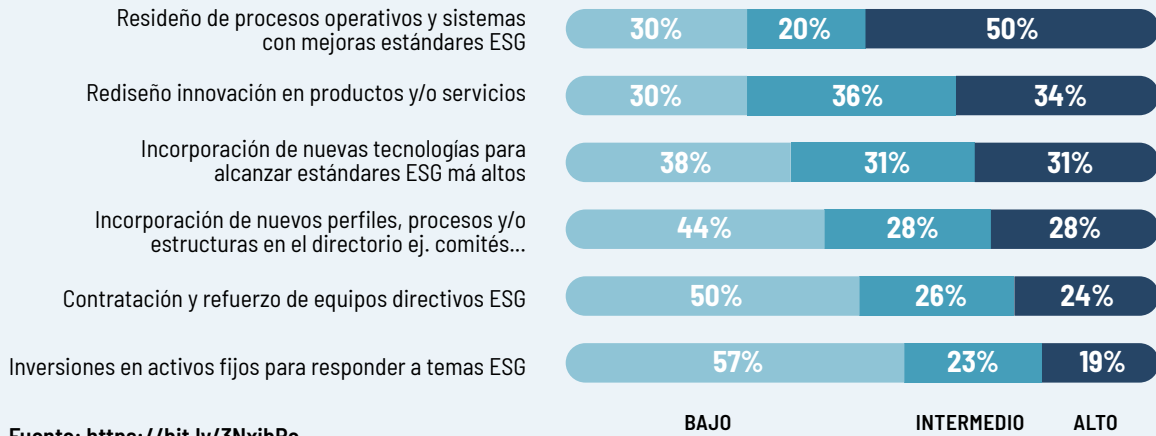 Resideño de procesos operativos y sistemas
con mejoras estándares ESG
30% 20% 50%
Rediseño innovación en productos y/o servicios
30% 36% 34%
Incorporación de nuevas tecnologías para
alcanzar estándares ESG má altos
38% 31% 31%
Incorporación de nuevos perfiles, procesos y/o
estructuras en el directorio ej. comités...
44% 28% 28%
Contratación y refuerzo de equipos directivos ESG
50% 26% 24%
Inversiones en activos fijos para responder a temas ESG
57% 23% 19%
BAJO INTERMEDIO ALTO
Fuente: